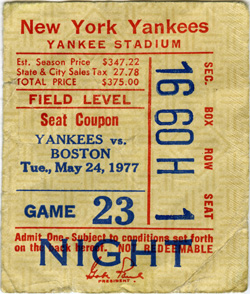 New York Yankees
YANKEE STADIUM
Est. Season Price $347.22
State & City Sales Tax 27.78
TOTAL PRICE $375.00
FIELD LEVEL
Seat Coupon
YANKEES vs.
BOSTON
Tue., May 24, 1977
GAME 23
SEC. BOX ROW SEAT
16 60 H 1
Admit One - Subject to conditions set forth
on the back hereof. NOT REDEEMABLE
NIGHT
PRESIDENT